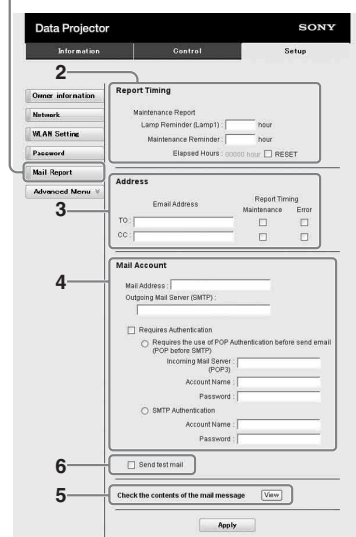 Data Projector
SONY
Information Control Setup
2
Owner information
Network
WLAN Setting
Password
Mail Report
Advanced Menu
Report Timing
Maintenance Report
Lamp Reminder (Lamp1) : hour
Maintenance Reminder : hour
Elapsed Hours : 00000 hour RESET
3
Address
Email Address
Report Timing
Maintenance Error
TO :
CC :
4
Mail Account
Mail Address :
Outgoing Mail Server (SMTP) :
Requires Authentication
Requires the use of POP Authentication before send email
(POP before SMTP)
Incoming Mail Server :
(POP3)
Account Name :
Password :
SMTP Authentication
Account Name :
Password :
6
Send test mail
5
Check the contents of the mail message View
Apply